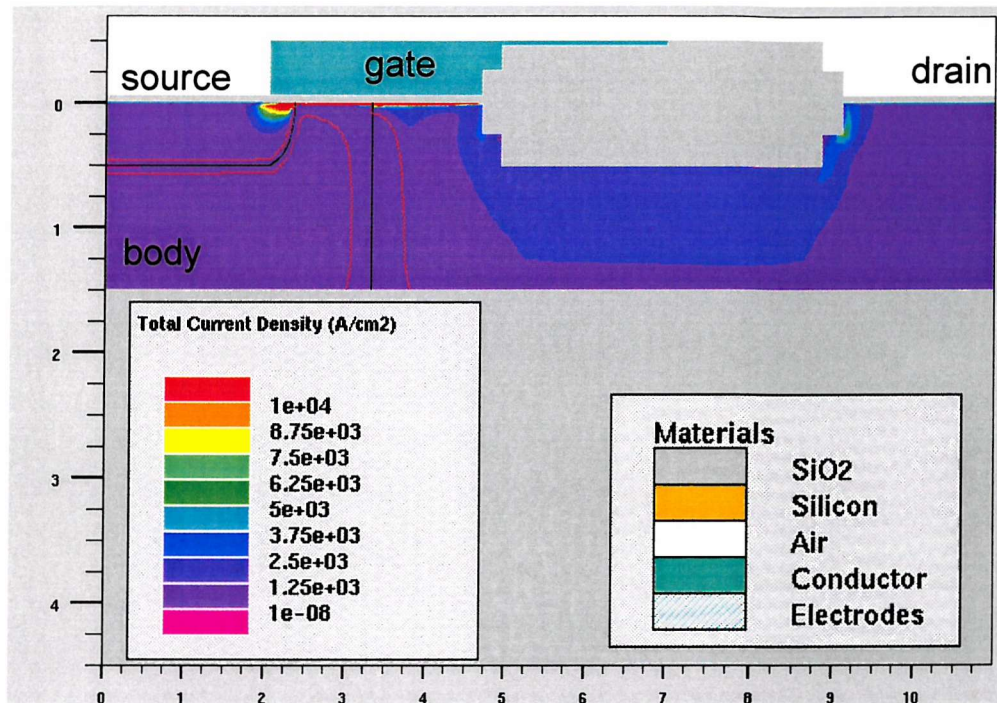 source
gate
drain
body
0
1
2
3
4
Total Current Density (A/cm2)
1e+04
8.75e+03
7.5e+03
6.25e+03
5e+03
3.75e+03
2.5e+03
1.25e+03
1e-08
Materials
SiO2
Silicon
Air
Conductor
Electrodes
0 1 2 3 4 5 6 7 8 9 10